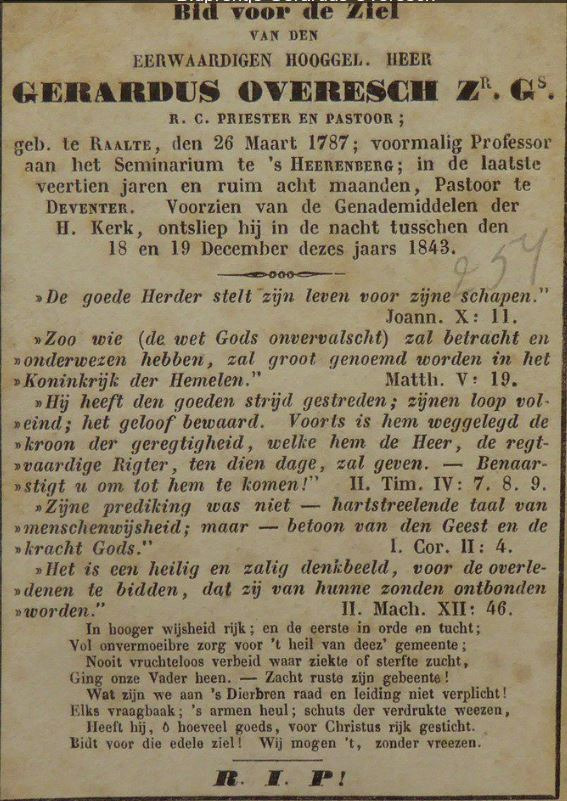 Bid voor de Ziel
VAN DEN
EERWAARDIGEN HOOGGEL. HEER
GERARDUS OVERESCH Zᴿ. Gˢ.
R. C. PRIESTER EN PASTOOR;
geb. te RAALTE, den 26 Maart 1787; voormalig Professor
aan het Seminarium te 's HEERENBERG; in de laatste
veertien jaren en ruim acht maanden, Pastoor te
DEVENTER. Voorzien van de Genademiddelen der
H. Kerk, ontsliep hij in de nacht tusschen den
18 en 19 December dezes jaars 1843.
254
»De goede Herder stelt zijn leven voor zijne schapen."
Joann. X: 11.
»Zoo wie (de wet Gods onvervalscht) zal betracht en
»onderwezen hebben, zal groot genoemd worden in het
»Koninkrijk der Hemelen." Matth. V: 19.
»Hij heeft den goeden strijd gestreden; zijnen loop vol-
»eind; het geloof bewaard. Voorts is hem weggelegd de
»kroon der geregtigheid, welke hem de Heer, de regt-
»vaardige Rigter, ten dien dage, zal geven. — Benaar-
»stigt u om tot hem te komen!" II. Tim. IV: 7. 8. 9.
»Zijne prediking was niet — hartstreelende taal van
»menschenwijsheid; maar — betoon van den Geest en de
»kracht Gods." I. Cor. II: 4.
»Het is een heilig en zalig denkbeeld, voor de overle-
»denen te bidden, dat zij van hunne zonden ontbonden
»worden." II. Mach. XII: 46.
In hooger wijsheid rijk; en de eerste in orde en tucht;
Vol onvermoeibre zorg voor 't heil van deez' gemeente;
Nooit vruchteloos verbeid waar ziekte of sterfte zucht,
Ging onze Vader heen. — Zacht ruste zijn gebeente!
Wat zijn we aan 's Dierbren raad en leiding niet verplicht!
Elks vraagbaak; 's armen heul; schuts der verdrukte weezen,
Heeft hij, ô hoeveel goeds, voor Christus rijk gesticht.
Bidt voor die edele ziel! Wij mogen 't, zonder vreezen.
R. I. P!